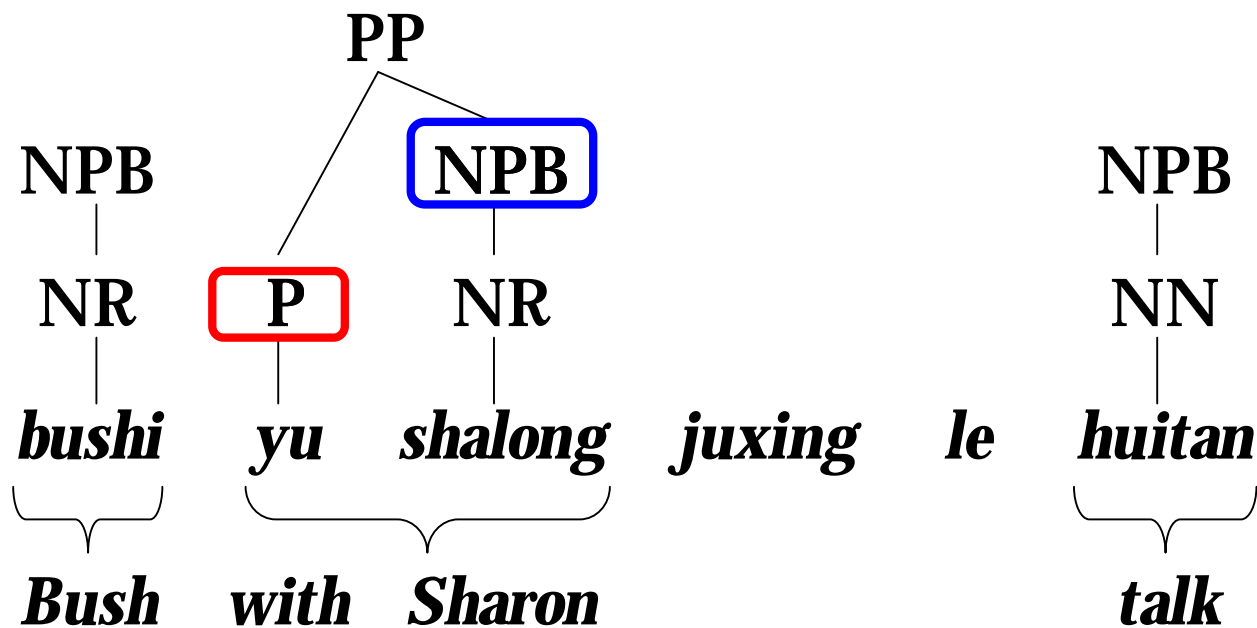 PP
NPB NPB NPB
NR P NR NN
bushi yu shalong juxing le huitan
Bush with Sharon talk